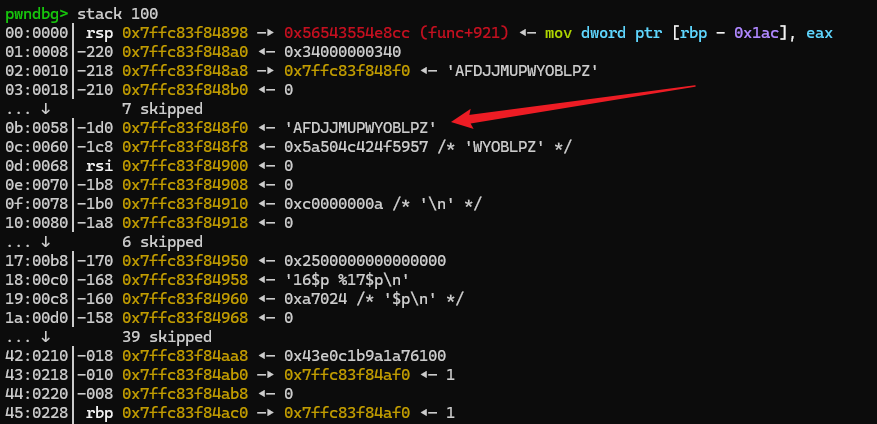 pwndbg> stack 100
00:0000│ rsp 0x7ffc83f84898 —▸ 0x56543554e8cc (func+921) ◂— mov dword ptr [rbp - 0x1ac], eax
01:0008│-220 0x7ffc83f848a0 ◂— 0x34000000340
02:0010│-218 0x7ffc83f848a8 —▸ 0x7ffc83f848f0 ◂— 'AFDJJMUPWYOBLPZ'
03:0018│-210 0x7ffc83f848b0 ◂— 0
... ↓        7 skipped
0b:0058│-1d0 0x7ffc83f848f0 ◂— 'AFDJJMUPWYOBLPZ'
0c:0060│-1c8 0x7ffc83f848f8 ◂— 0x5a504c424f5957 /* 'WYOBLPZ' */
0d:0068│ rsi 0x7ffc83f84900 ◂— 0
0e:0070│-1b8 0x7ffc83f84908 ◂— 0
0f:0078│-1b0 0x7ffc83f84910 ◂— 0xc0000000a /* '\n' */
10:0080│-1a8 0x7ffc83f84918 ◂— 0
... ↓        6 skipped
17:00b8│-170 0x7ffc83f84950 ◂— 0x2500000000000000
18:00c0│-168 0x7ffc83f84958 ◂— '16$p %17$p\n'
19:00c8│-160 0x7ffc83f84960 ◂— 0xa7024 /* '$p\n' */
1a:00d0│-158 0x7ffc83f84968 ◂— 0
... ↓        39 skipped
42:0210│-018 0x7ffc83f84aa8 ◂— 0x43e0c1b9a1a76100
43:0218│-010 0x7ffc83f84ab0 —▸ 0x7ffc83f84af0 ◂— 1
44:0220│-008 0x7ffc83f84ab8 ◂— 0
45:0228│ rbp 0x7ffc83f84ac0 —▸ 0x7ffc83f84af0 ◂— 1